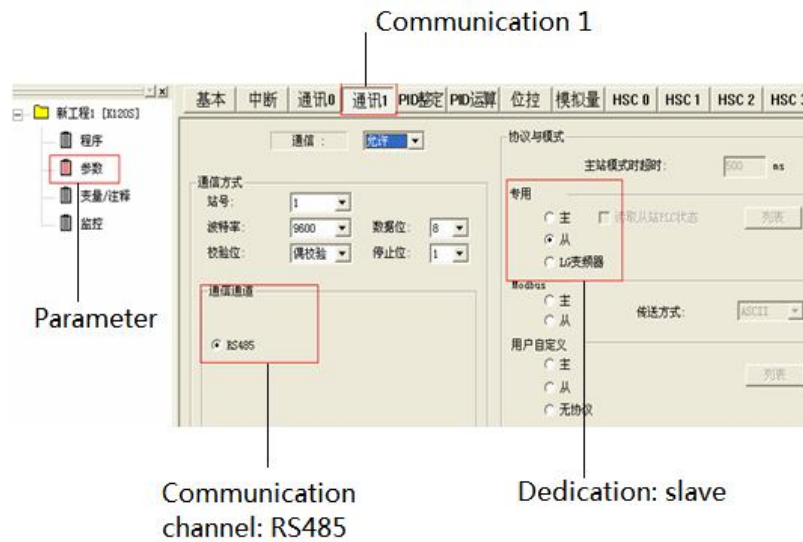 Communication 1
新工程1 [K120S]
程序
参数
变量/注释
监控
基本 中断 通讯0 通讯1 PID整定 PID运算 位控 模拟量 HSC 0 HSC 1 HSC 2 HSC
通信 : 允许
通信方式
站号: 1
波特率: 9600 数据位: 8
校验位: 偶校验 停止位: 1
通信通道
RS485
协议与模式
主站模式时超时: 500 ms
专用
主 读取从站PLC状态 列表
从
LG变频器
Modbus
主
从
传送方式: ASCII
用户自定义
主
从
无协议
列表
Parameter
Communication
channel: RS485
Dedication: slave